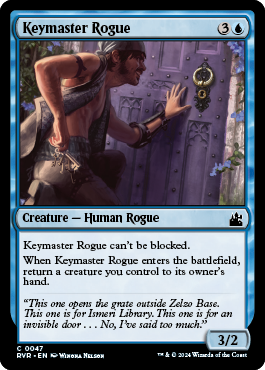 Keymaster Rogue 3
Creature — Human Rogue
Keymaster Rogue can't be blocked.
When Keymaster Rogue enters the battlefield,
return a creature you control to its owner's
hand.
"This one opens the grate outside Zelzo Base.
This one is for Ismeri Library. This one is for an
invisible door . . . No, I've said too much."
3/2
C 0047
RVR • EN Winona Nelson
™ & © 2024 Wizards of the Coast